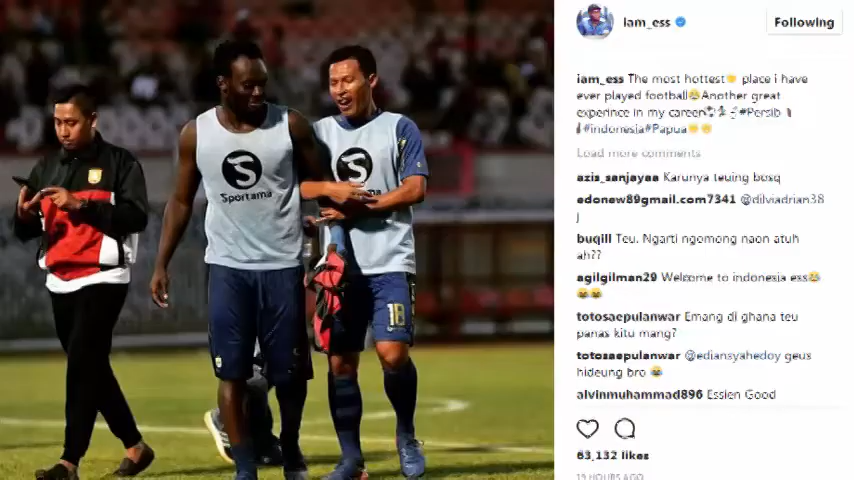 iam_ess
Following
iam_ess The most hottest place i have
ever played football😂Another great
experince in my career #Persib
#indonesia#Papua
Load more comments
azis_sanjayaa Karunya teuing bosq
edonew89gmail.com7341 @dilviadrian38
j
buqill Teu. Ngarti ngomong naon atuh
ah??
agilgilman29 Welcome to indonesia ess😂
😂😂
totosaepulanwar Emang di ghana teu
panas kitu mang?
totosaepulanwar @ediansyahedoy geus
hideung bro 😂
alvinmuhammad896 Essien Good
63,132 likes
19 HOURS AGO
S
Sportama
S
Sportama
18